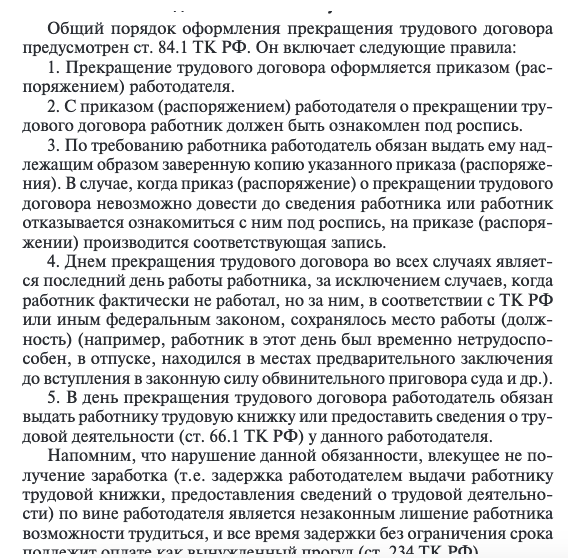 Общий порядок оформления прекращения трудового договора
предусмотрен ст. 84.1 ТК РФ. Он включает следующие правила:
1. Прекращение трудового договора оформляется приказом (рас-
поряжением) работодателя.
2. С приказом (распоряжением) работодателя о прекращении тру-
дового договора работник должен быть ознакомлен под роспись.
3. По требованию работника работодатель обязан выдать ему над-
лежащим образом заверенную копию указанного приказа (распоряже-
ния). В случае, когда приказ (распоряжение) о прекращении трудового
договора невозможно довести до сведения работника или работник
отказывается ознакомиться с ним под роспись, на приказе (распоря-
жении) производится соответствующая запись.
4. Днем прекращения трудового договора во всех случаях являет-
ся последний день работы работника, за исключением случаев, когда
работник фактически не работал, но за ним, в соответствии с ТК РФ
или иным федеральным законом, сохранялось место работы (долж-
ность) (например, работник в этот день был временно нетрудоспо-
собен, в отпуске, находился в местах предварительного заключения
до вступления в законную силу обвинительного приговора суда и др.).
5. В день прекращения трудового договора работодатель обязан
выдать работнику трудовую книжку или предоставить сведения о тру-
довой деятельности (ст. 66.1 ТК РФ) у данного работодателя.
Напомним, что нарушение данной обязанности, влекущее не по-
лучение заработка (т.е. задержка работодателем выдачи работнику
трудовой книжки, предоставления сведений о трудовой деятельно-
сти) по вине работодателя является незаконным лишение работника
возможности трудиться, и все время задержки без ограничения срока
подлежит оплате как вынужденный прогул (ст. 234 ТК РФ)